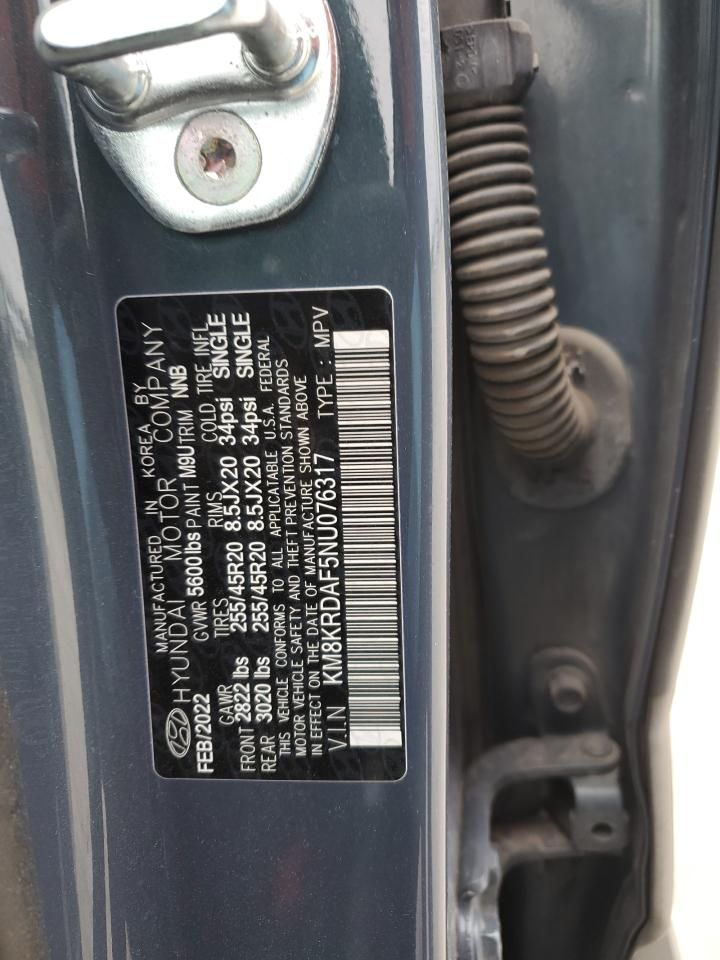 MANUFACTURED IN KOREA BY
HYUNDAI MOTOR COMPANY
FEB/2022 GVWR 5600lbs PAINT M9U TRIM NNB
GAWR TIRES RIMS COLD TIRE INFL
FRONT 2822 lbs 255/45R20 8.5JX20 34psi SINGLE
REAR 3020 lbs 255/45R20 8.5JX20 34psi SINGLE
THIS VEHICLE CONFORMS TO ALL APPLICABLE U.S.A. FEDERAL
MOTOR VEHICLE SAFETY AND THEFT PREVENTION STANDARDS
IN EFFECT ON THE DATE OF MANUFACTURE SHOWN ABOVE
V.I.N KM8KRDAF5NU076317 TYPE : MPV